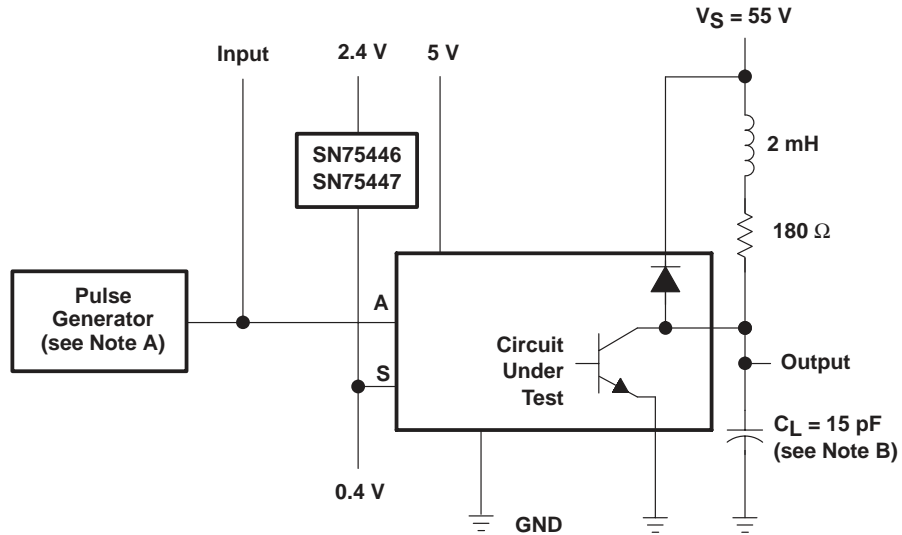 V_S = 55 V
Input
2.4 V
5 V
SN75446
SN75447
2 mH
180 Ω
Pulse
Generator
(see Note A)
A
S
Circuit
Under
Test
Output
C_L = 15 pF
(see Note B)
0.4 V
GND